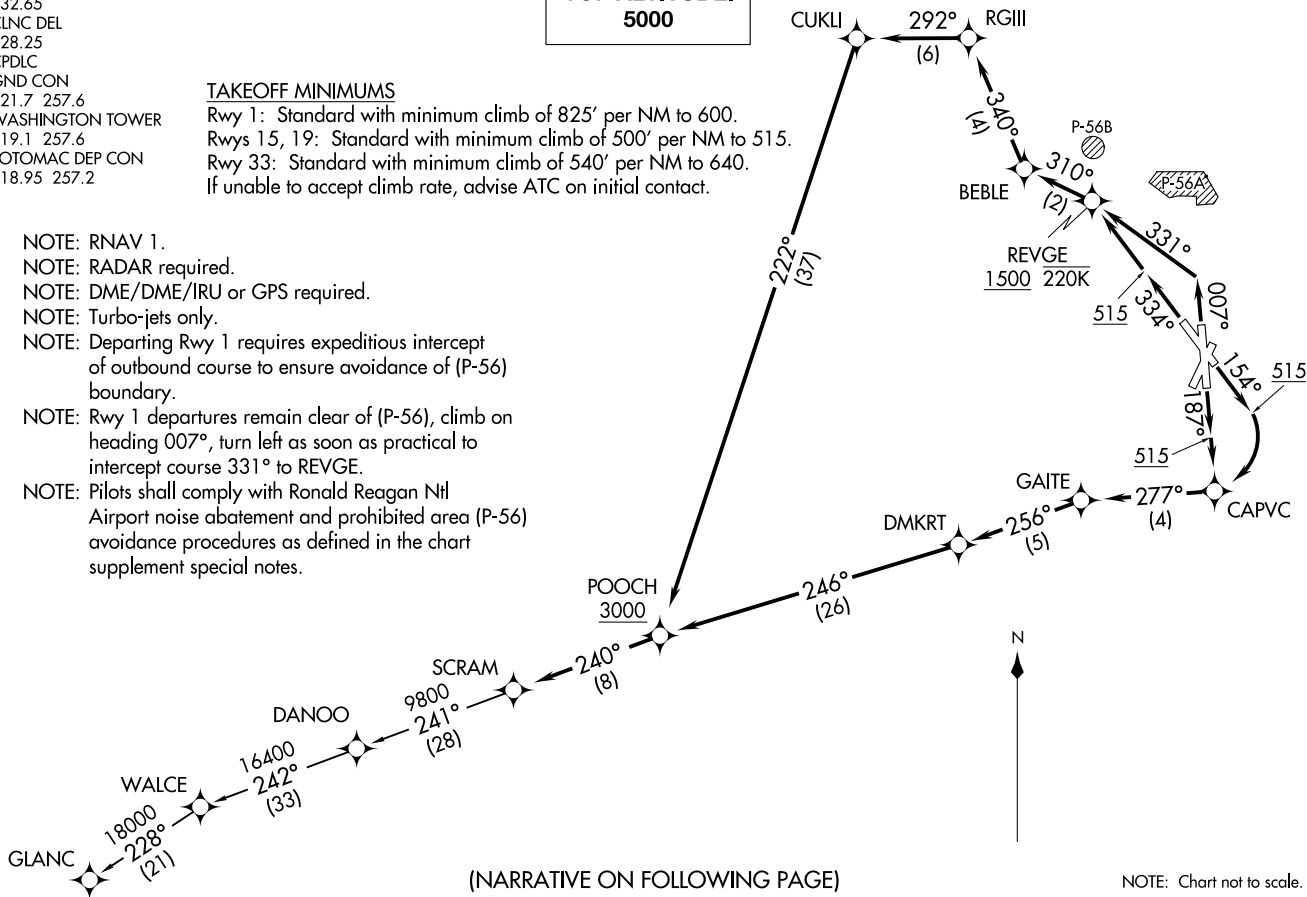 32.65
CLNC DEL
28.25
CPDLC
GND CON
21.7 257.6
WASHINGTON TOWER
19.1 257.6
POTOMAC DEP CON
18.95 257.2
5000
TAKEOFF MINIMUMS
Rwy 1: Standard with minimum climb of 825' per NM to 600.
Rwys 15, 19: Standard with minimum climb of 500' per NM to 515.
Rwy 33: Standard with minimum climb of 540' per NM to 640.
If unable to accept climb rate, advise ATC on initial contact.
NOTE: RNAV 1.
NOTE: RADAR required.
NOTE: DME/DME/IRU or GPS required.
NOTE: Turbo-jets only.
NOTE: Departing Rwy 1 requires expeditious intercept
of outbound course to ensure avoidance of (P-56)
boundary.
NOTE: Rwy 1 departures remain clear of (P-56), climb on
heading 007°, turn left as soon as practical to
intercept course 331° to REVGE.
NOTE: Pilots shall comply with Ronald Reagan Ntl
Airport noise abatement and prohibited area (P-56)
avoidance procedures as defined in the chart
supplement special notes.
CUKLI
292°
(6)
RGIII
340°
(4)
P-56B
P-56A
BEBLE
310°
(2)
REVGE
1500 220K
331°
007°
515
334°
154°
515
187°
515
222°
(37)
CAPVC
277°
(4)
GAITE
256°
(5)
DMKRT
246°
(26)
POOCH
3000
240°
(8)
SCRAM
9800
241°
(28)
DANOO
16400
242°
(33)
WALCE
18000
228°
(21)
GLANC
N
(NARRATIVE ON FOLLOWING PAGE)
NOTE: Chart not to scale.